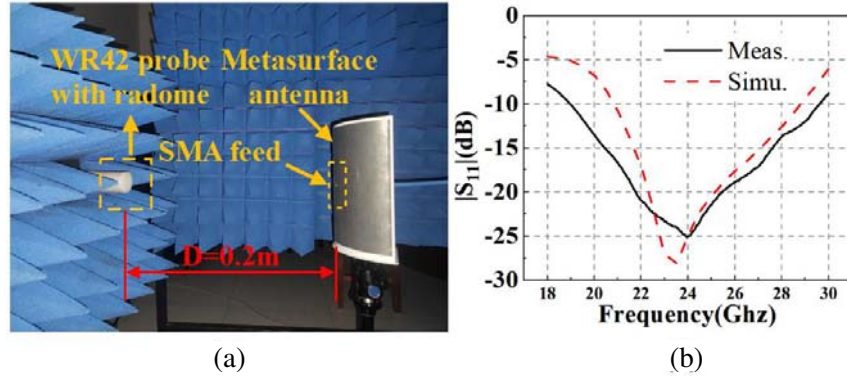 WR42 probe Metasurface
with radome antenna
SMA feed
D=0.2m
(a)
|S11|(dB)
0
-5
-10
-15
-20
-25
-30
Meas.
Simu.
18 20 22 24 26 28 30
Frequency(Ghz)
(b)